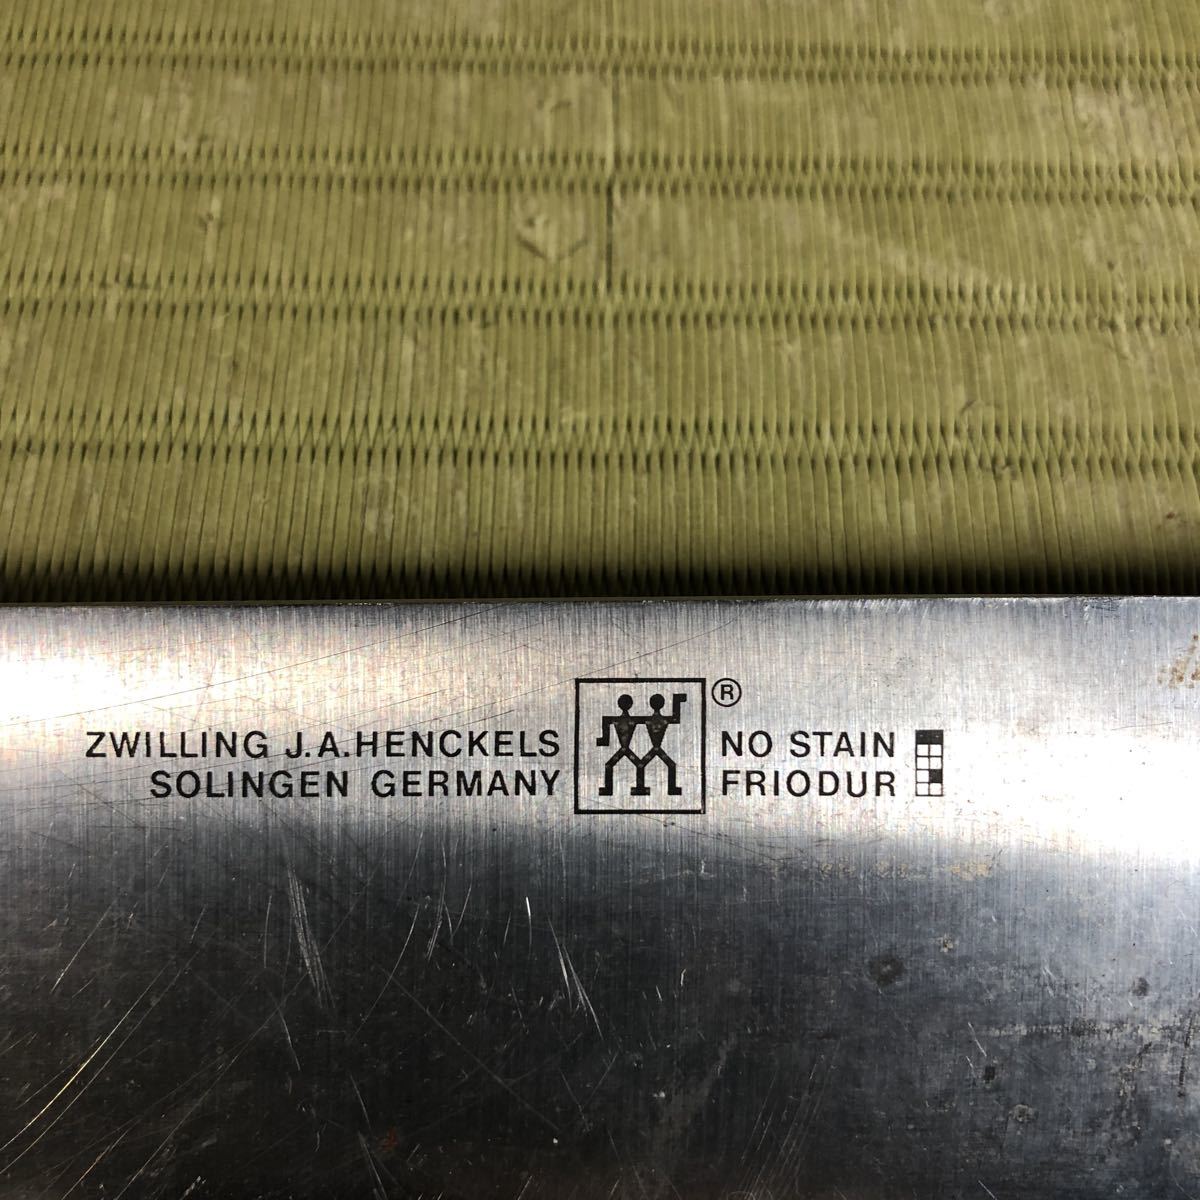 ZWILLING J.A.HENCKELS
SOLINGEN GERMANY
®
NO STAIN
FRIODUR